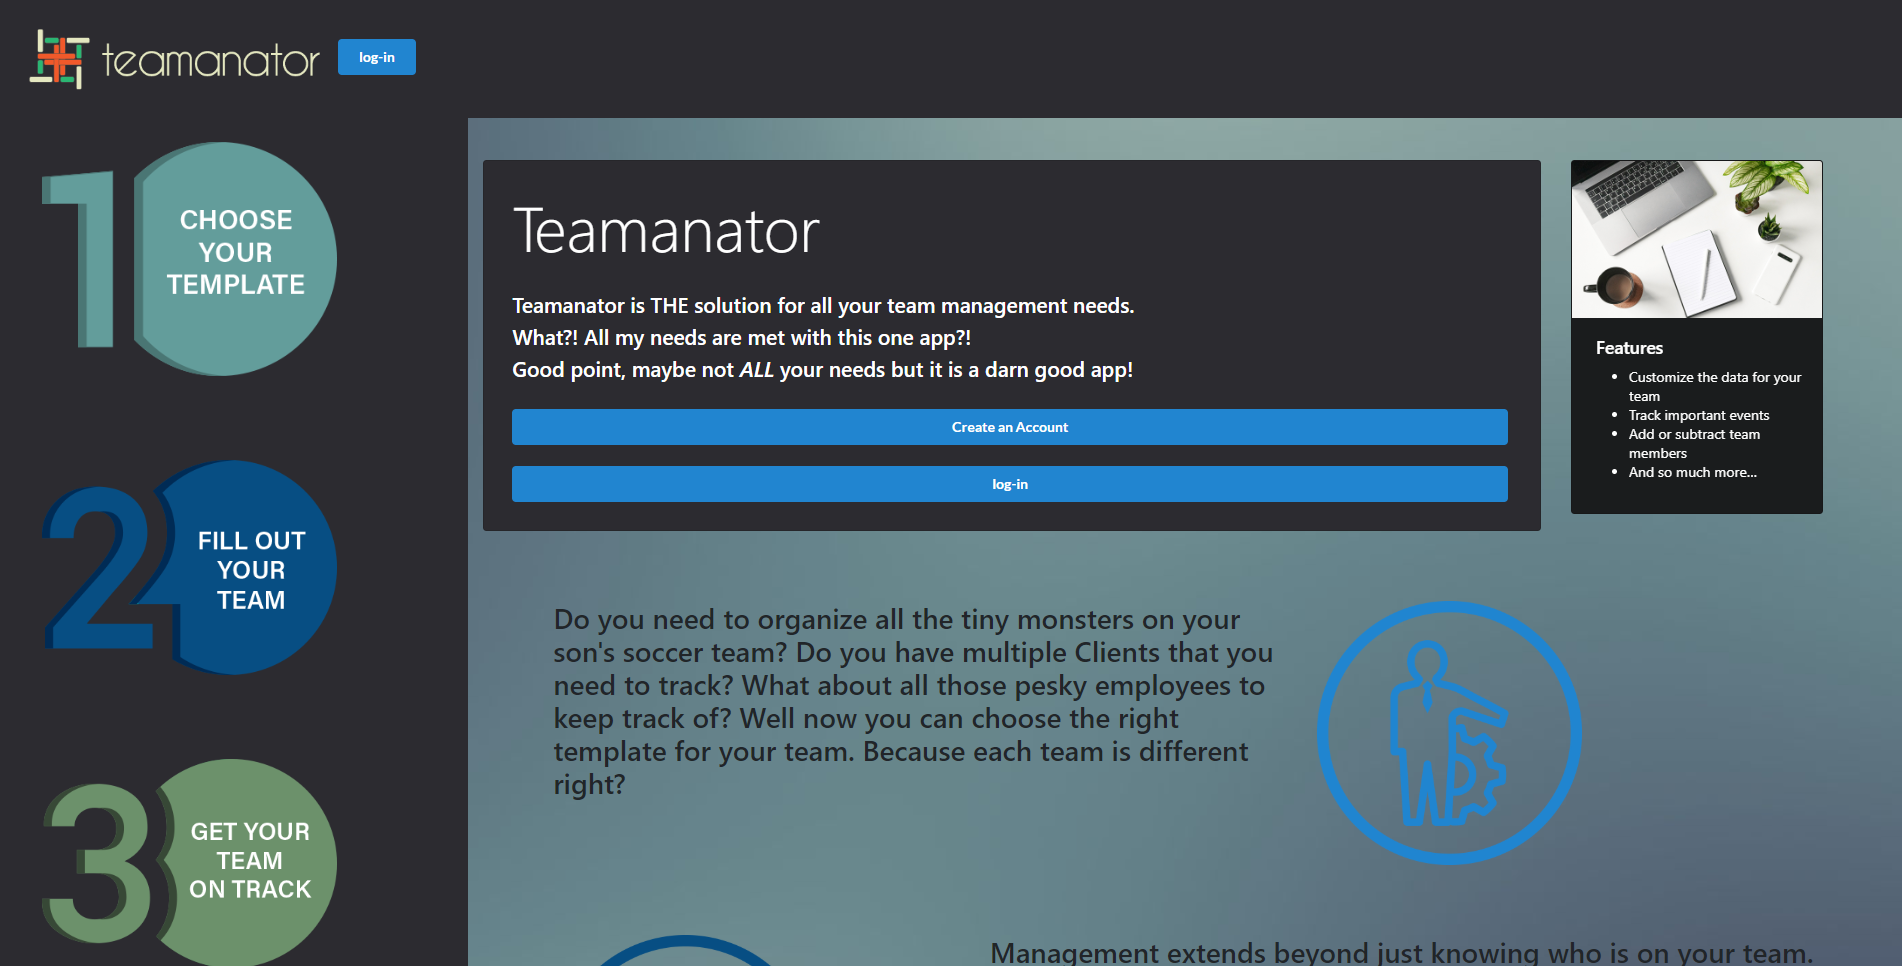 teamanator
log-in
1
CHOOSE
YOUR
TEMPLATE
2
FILL OUT
YOUR
TEAM
3
GET YOUR
TEAM
ON TRACK
Teamanator
Teamanator is THE solution for all your team management needs.
What?! All my needs are met with this one app?!
Good point, maybe not ALL your needs but it is a darn good app!
Create an Account
log-in
Features
• Customize the data for your
team
• Track important events
• Add or subtract team
members
• And so much more...
Do you need to organize all the tiny monsters on your
son's soccer team? Do you have multiple Clients that you
need to track? What about all those pesky employees to
keep track of? Well now you can choose the right
template for your team. Because each team is different
right?
Management extends beyond just knowing who is on your team.